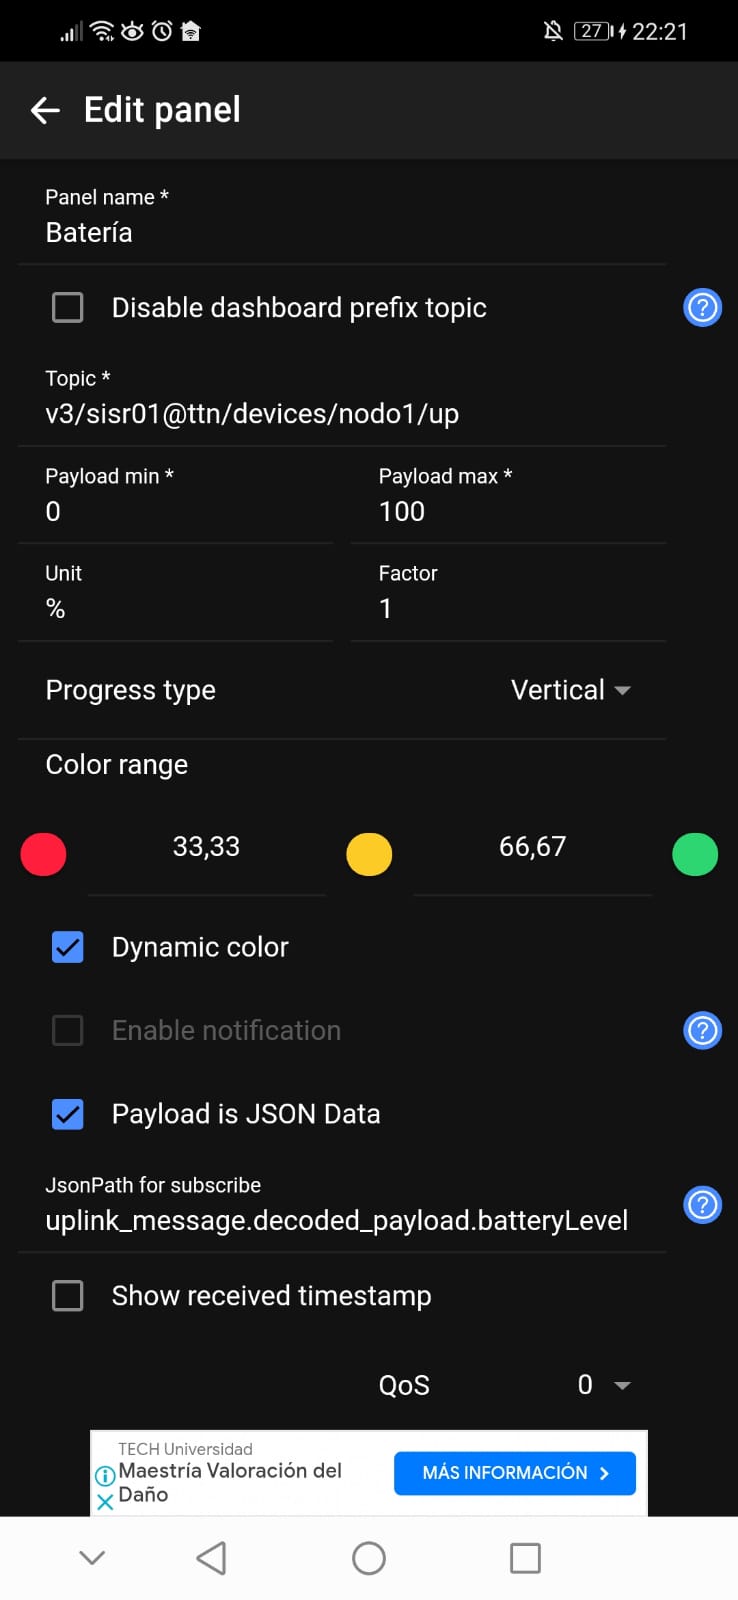 27 22:21
Edit panel
Panel name *
Batería
Disable dashboard prefix topic
?
Topic *
v3/sisr01@ttn/devices/nodo1/up
Payload min * Payload max *
0 100
Unit Factor
% 1
Progress type Vertical
Color range
33,33 66,67
Dynamic color
Enable notification
?
Payload is JSON Data
JsonPath for subscribe
?
uplink_message.decoded_payload.batteryLevel
Show received timestamp
QoS 0
TECH Universidad
Maestría Valoración del
Daño
MÁS INFORMACIÓN